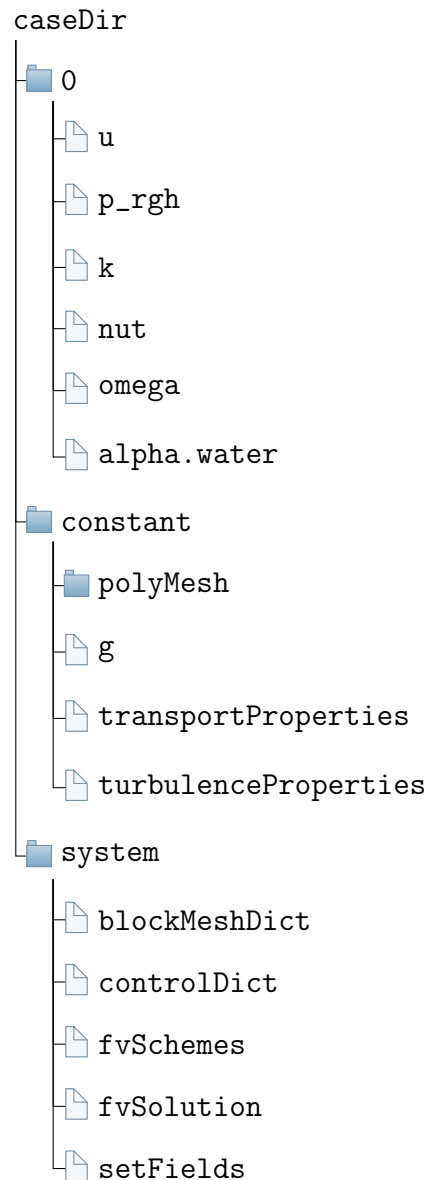 caseDir
0
u
p_rgh
k
nut
omega
alpha.water
constant
polyMesh
g
transportProperties
turbulenceProperties
system
blockMeshDict
controlDict
fvSchemes
fvSolution
setFields